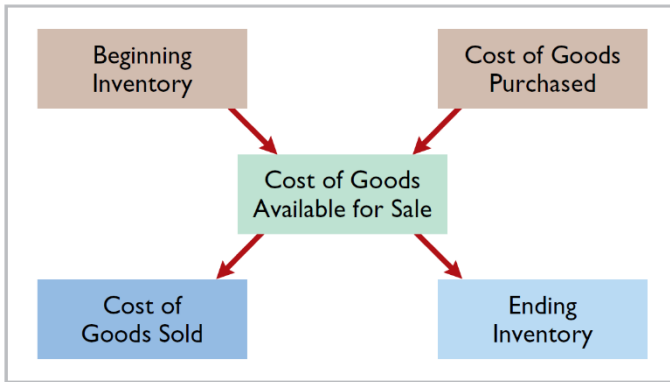 Beginning
Inventory
Cost of Goods
Purchased
Cost of Goods
Available for Sale
Cost of
Goods Sold
Ending
Inventory